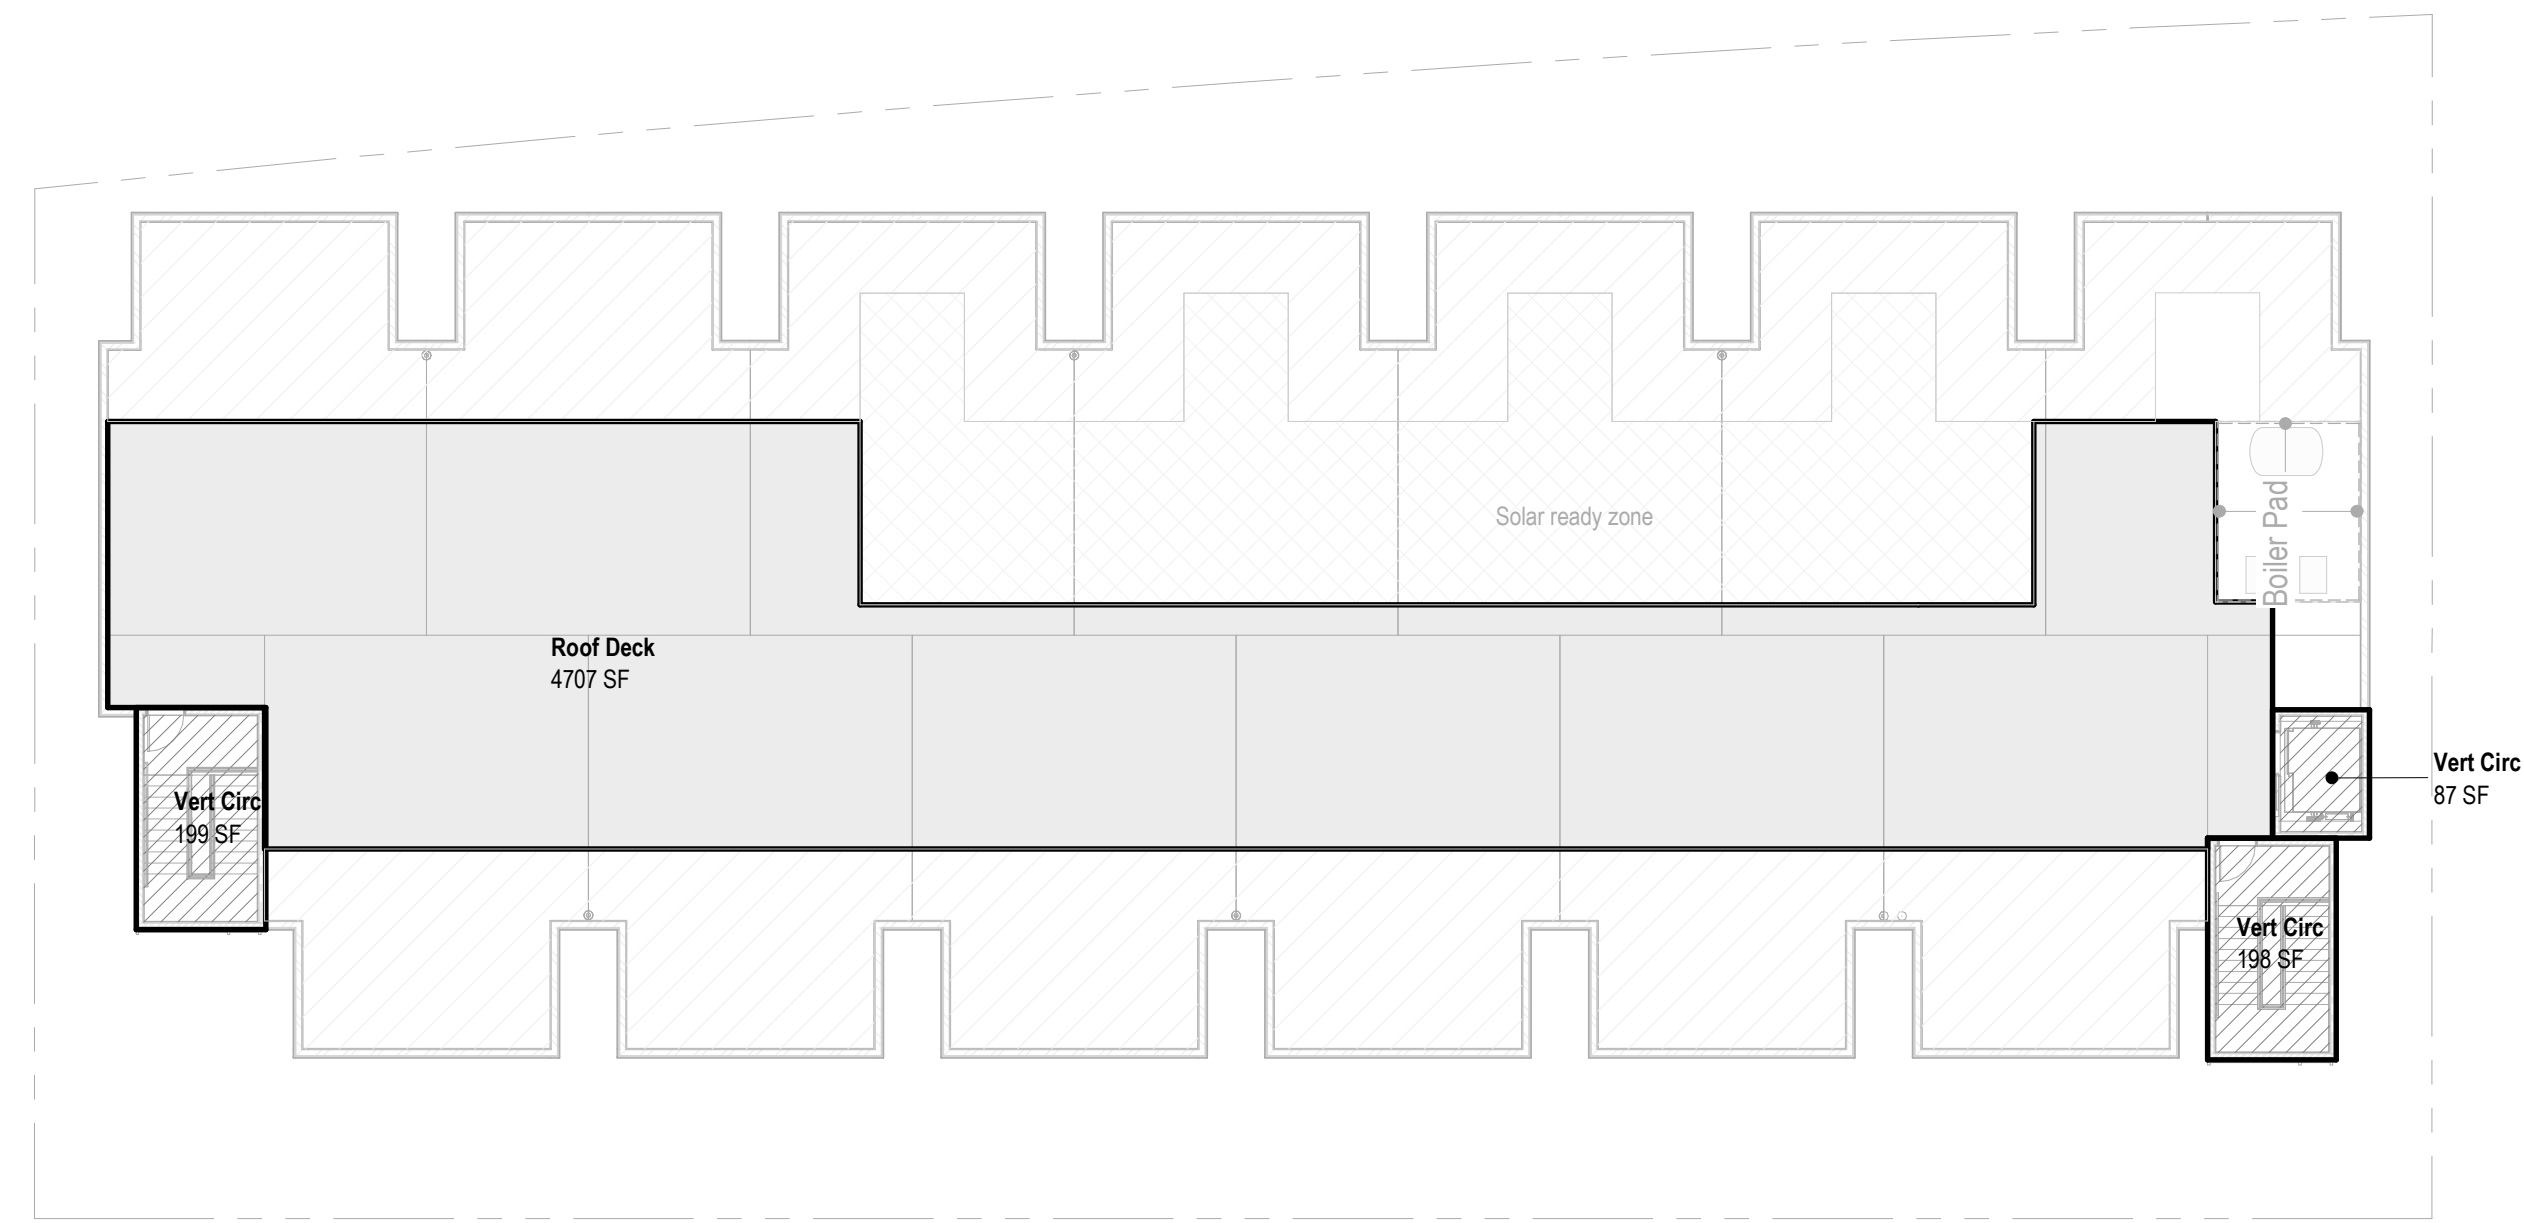 Solar ready zone
Boiler Pad
Roof Deck
4707 SF
Vert Circ
87 SF
Vert Circ
199 SF
Vert Circ
198 SF